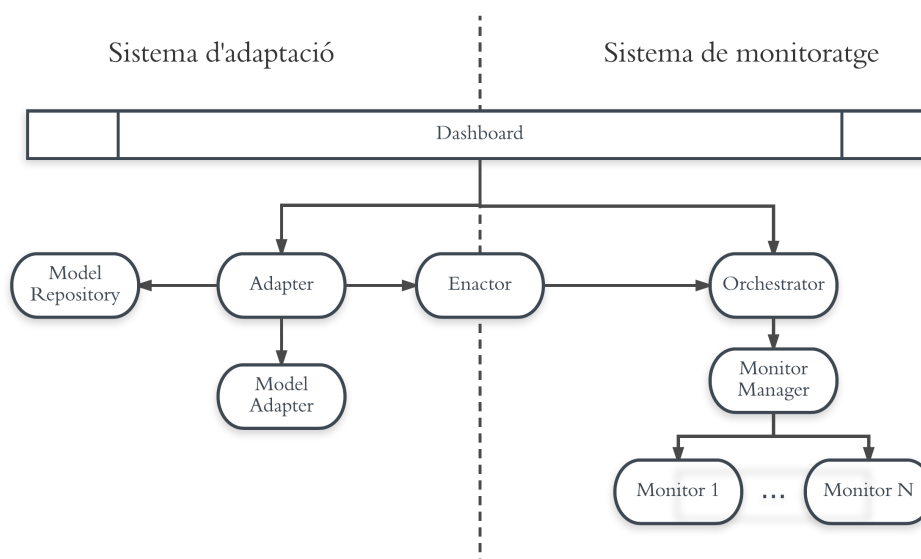 Sistema d'adaptació
Sistema de monitoratge
Dashboard
Model
Repository
Adapter
Enactor
Orchestrator
Model
Adapter
Monitor
Manager
Monitor 1
...
Monitor N